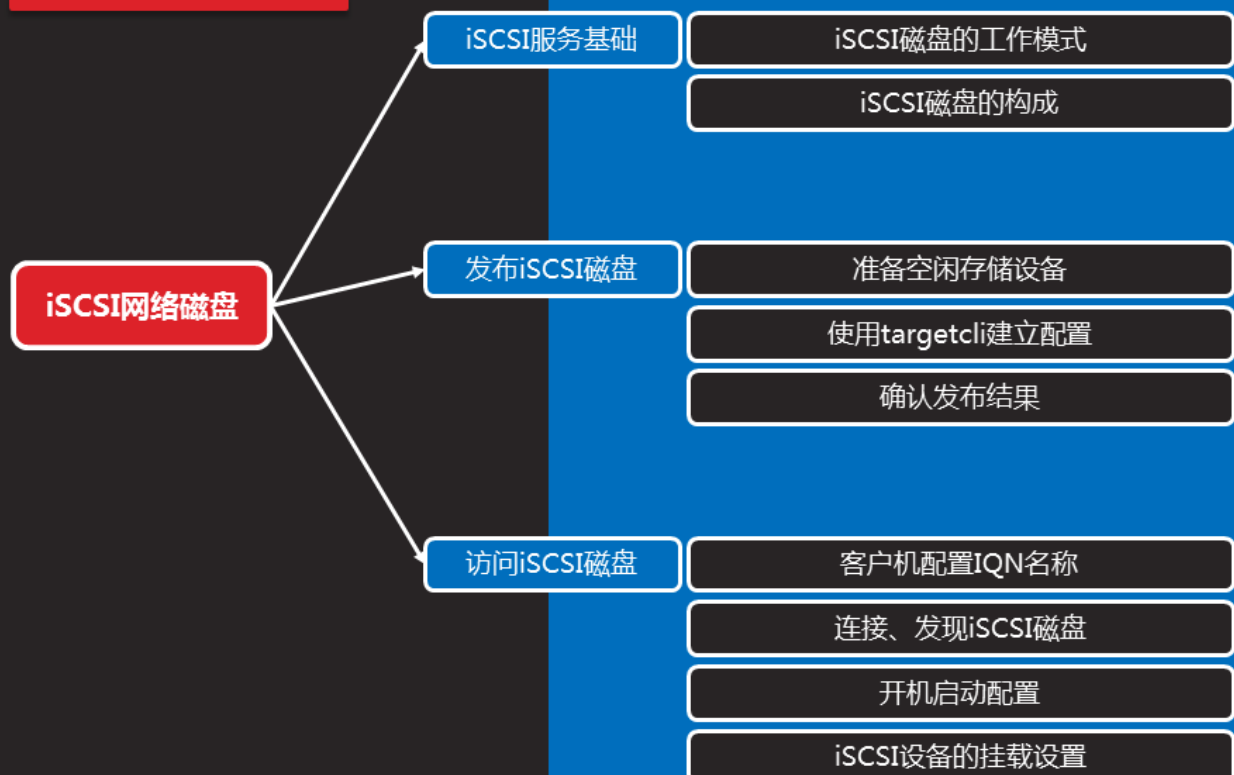 iSCSI网络磁盘
iSCSI服务基础
iSCSI磁盘的工作模式
iSCSI磁盘的构成
发布iSCSI磁盘
准备空闲存储设备
使用targetcli建立配置
确认发布结果
访问iSCSI磁盘
客户机配置IQN名称
连接、发现iSCSI磁盘
开机启动配置
iSCSI设备的挂载设置